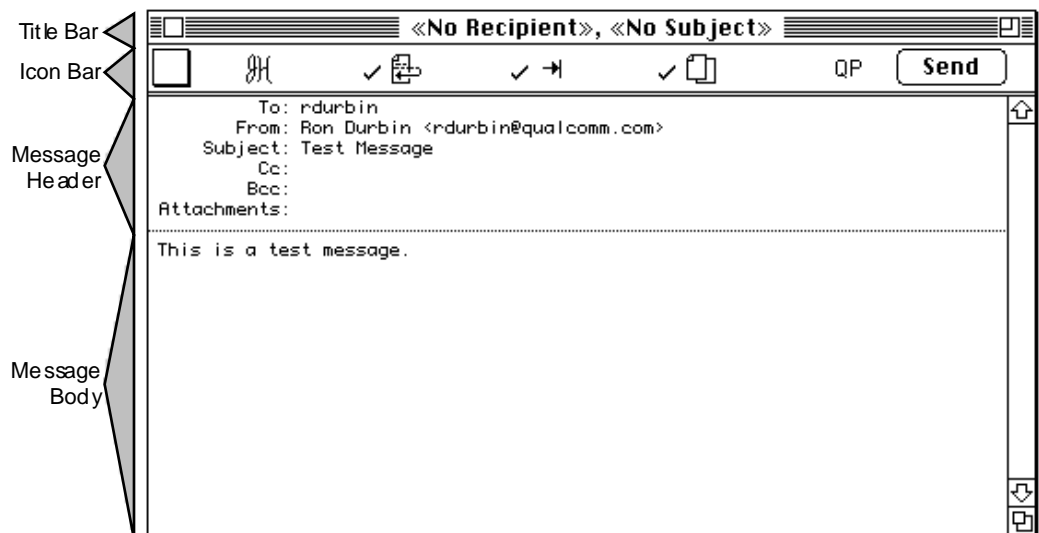 Title Bar
«No Recipient», «No Subject»
Icon Bar
JH
QP
Send
Message
Header
To: rdurbin
From: Ron Durbin <rdurbin@qualcomm.com>
Subject: Test Message
Cc:
Bcc:
Attachments:
Message
Body
This is a test message.